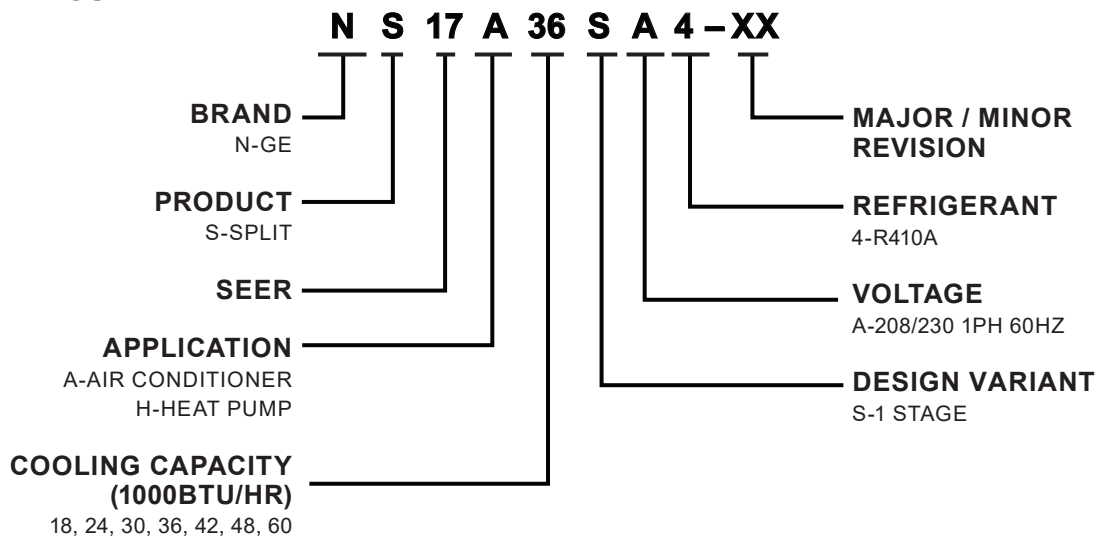 N S 17 A 36 S A 4 – XX
BRAND
N-GE
PRODUCT
S-SPLIT
SEER
APPLICATION
A-AIR CONDITIONER
H-HEAT PUMP
COOLING CAPACITY
(1000BTU/HR)
18, 24, 30, 36, 42, 48, 60
MAJOR / MINOR
REVISION
REFRIGERANT
4-R410A
VOLTAGE
A-208/230 1PH 60HZ
DESIGN VARIANT
S-1 STAGE